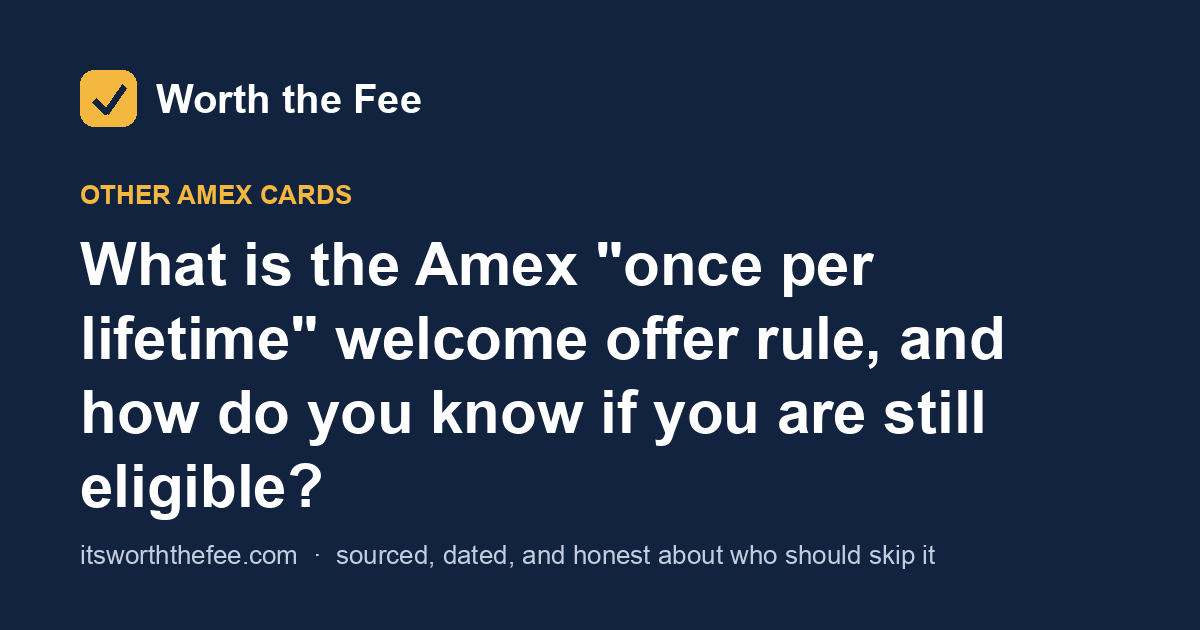 Worth the Fee
OTHER AMEX CARDS
What is the Amex "once per
lifetime" welcome offer rule, and
how do you know if you are still
eligible?
itsworththefee.com · sourced, dated, and honest about who should skip it